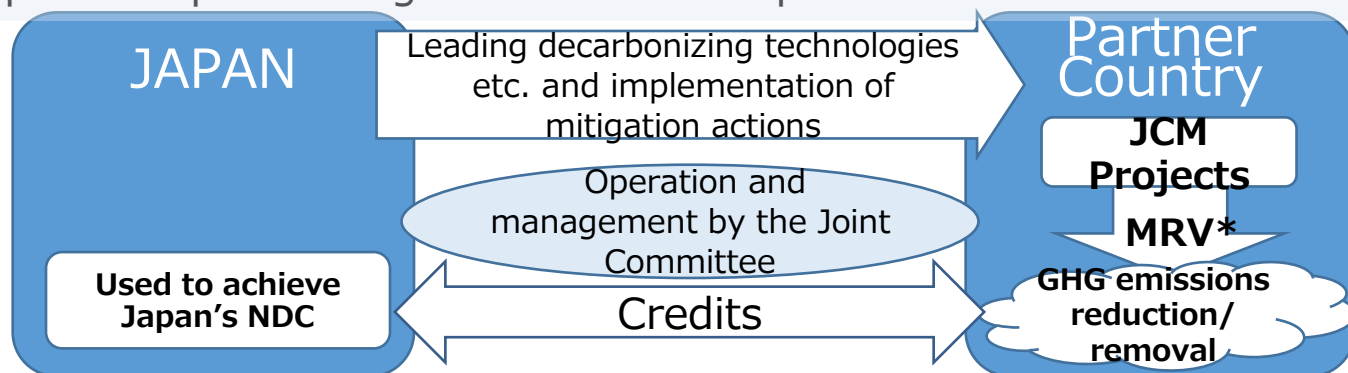 JAPAN
Leading decarbonizing technologies
etc. and implementation of
mitigation actions
Partner
Country
JCM
Projects
Operation and
management by the Joint
Committee
MRV*
Used to achieve
Japan’s NDC
Credits
GHG emissions
reduction/
removal